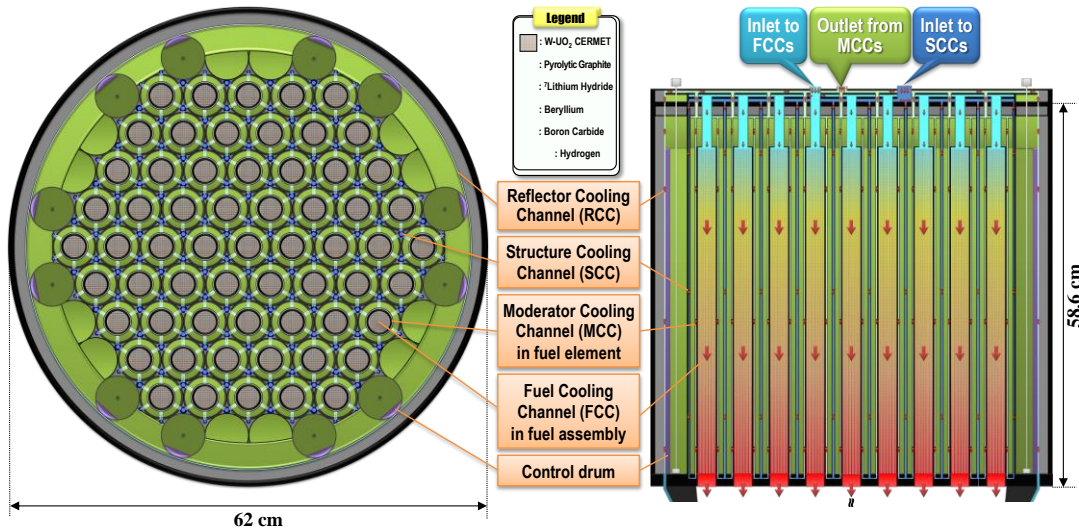 Legend
: W-UO₂ CERMET
: Pyrolytic Graphite
: ⁷Lithium Hydride
: Beryllium
: Boron Carbide
: Hydrogen
Inlet to
FCCs
Outlet from
MCCs
Inlet to
SCCs
Reflector Cooling
Channel (RCC)
Structure Cooling
Channel (SCC)
Moderator Cooling
Channel (MCC)
in fuel element
Fuel Cooling
Channel (FCC)
in fuel assembly
Control drum
62 cm
58.6 cm
≈